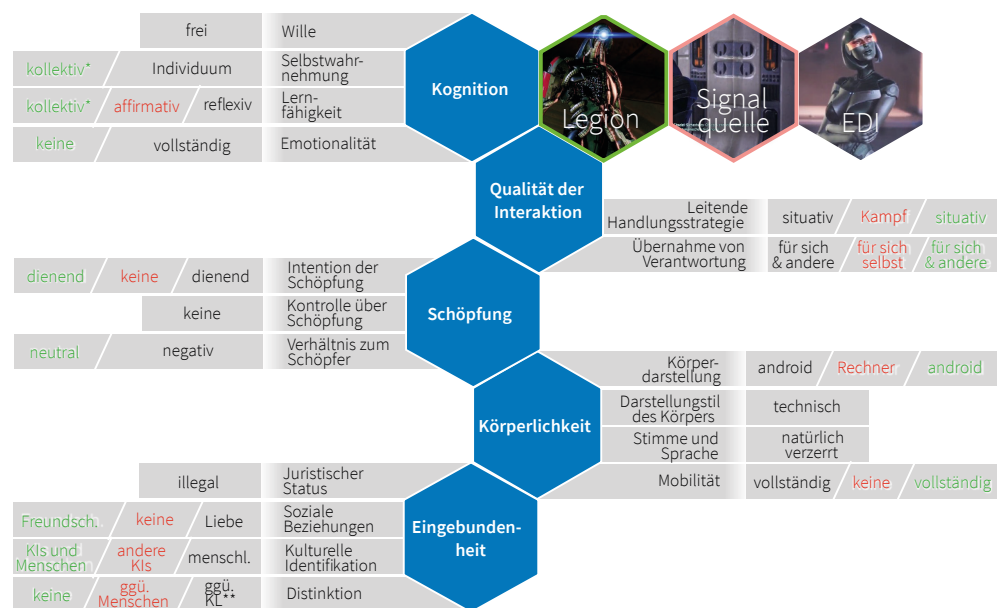 frei
Wille
kollektiv*
Individuum
Selbstwahr-
nehmung
kollektiv*
affirmativ
reflexiv
Lern-
fähigkeit
keine
vollständig
Emotionalität
Kognition
Legion
Signal
quelle
EDI
Qualität der
Interaktion
Leitende
Handlungsstrategie
situativ
Kampf
situativ
Übernahme von
Verantwortung
für sich
& andere
für sich
selbst
für sich
& andere
dienend
keine
dienend
Intention der
Schöpfung
keine
Kontrolle über
Schöpfung
neutral
negativ
Verhältnis zum
Schöpfer
Schöpfung
Körper-
darstellung
android
Rechner
android
Darstellungstil
des Körpers
technisch
Stimme und
Sprache
natürlich
verzerrt
Mobilität
vollständig
keine
vollständig
Körperlichkeit
illegal
Juristischer
Status
Freundsch.
keine
Liebe
Soziale
Beziehungen
KIs und
Menschen
andere
KIs
menschl.
Kulturelle
Identifikation
keine
ggü.
Menschen
ggü.
KL**
Distinktion
Eingebunden-
heit